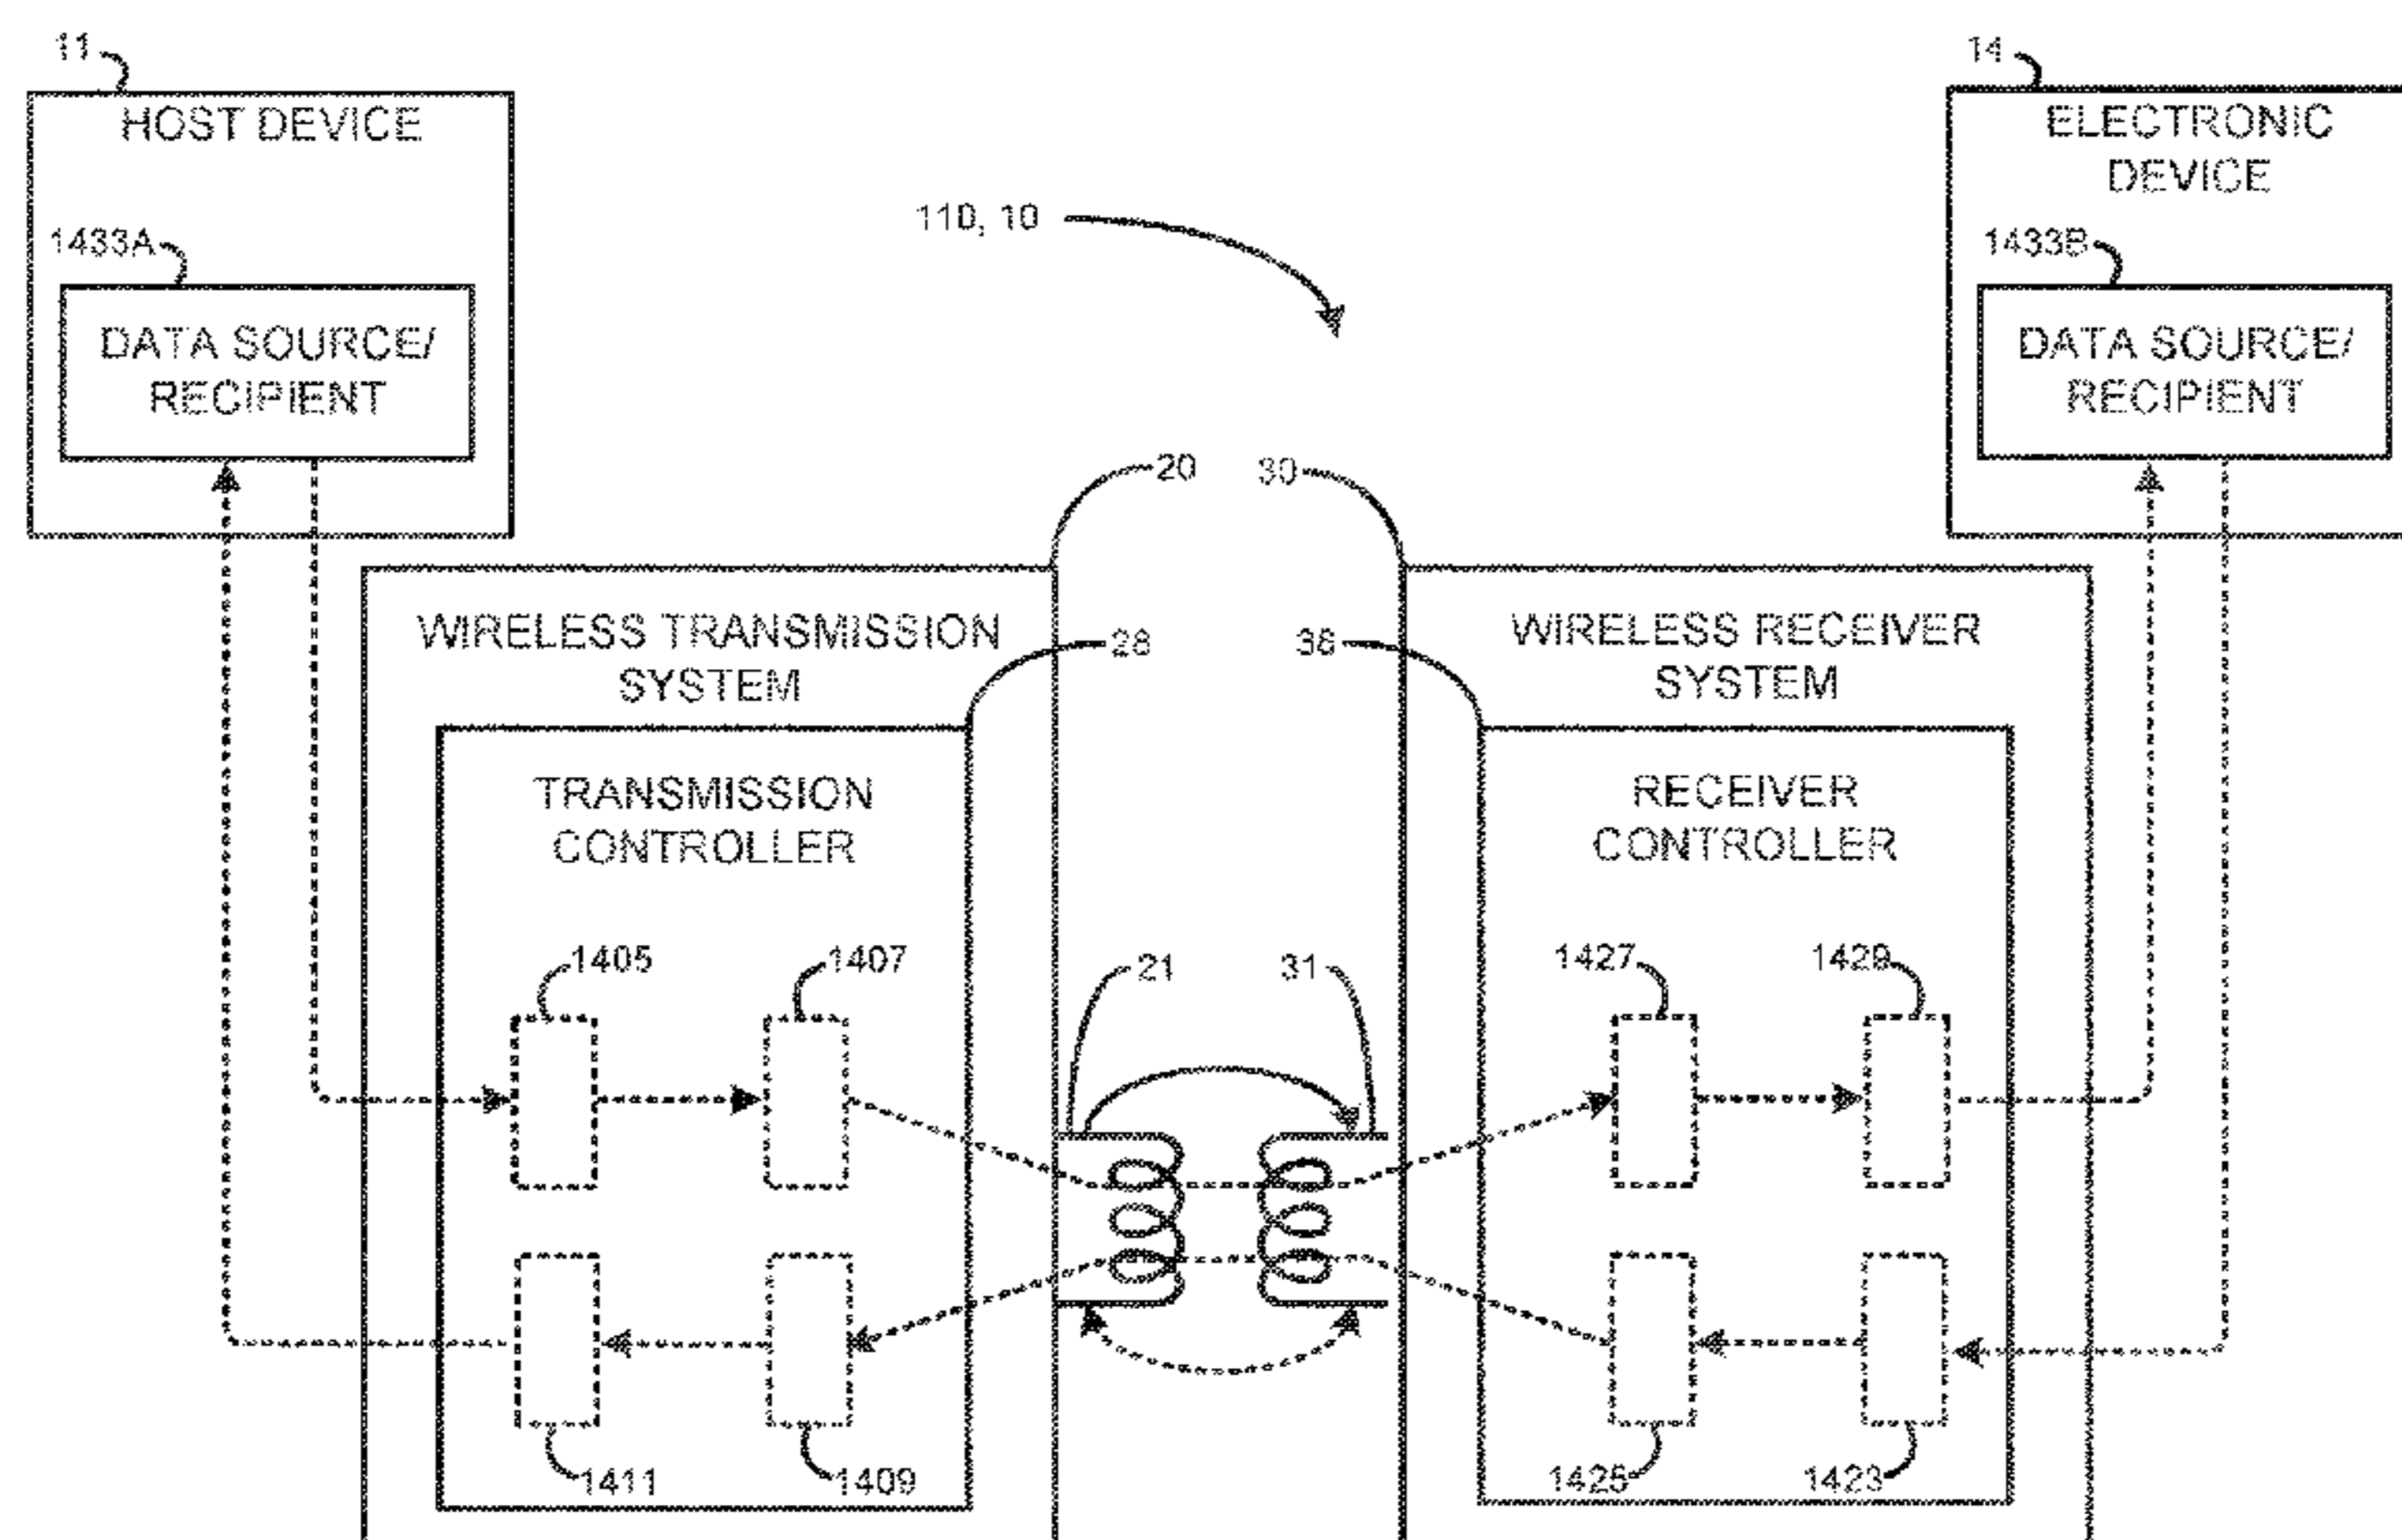 11
HOST DEVICE
1433A
DATA SOURCE/
RECIPIENT
110, 10
14
ELECTRONIC
DEVICE
1433B
DATA SOURCE/
RECIPIENT
20
30
WIRELESS TRANSMISSION
SYSTEM
28
38
WIRELESS RECEIVER
SYSTEM
TRANSMISSION
CONTROLLER
RECEIVER
CONTROLLER
1405
1407
21
31
1427
1429
1411
1409
1425
1423